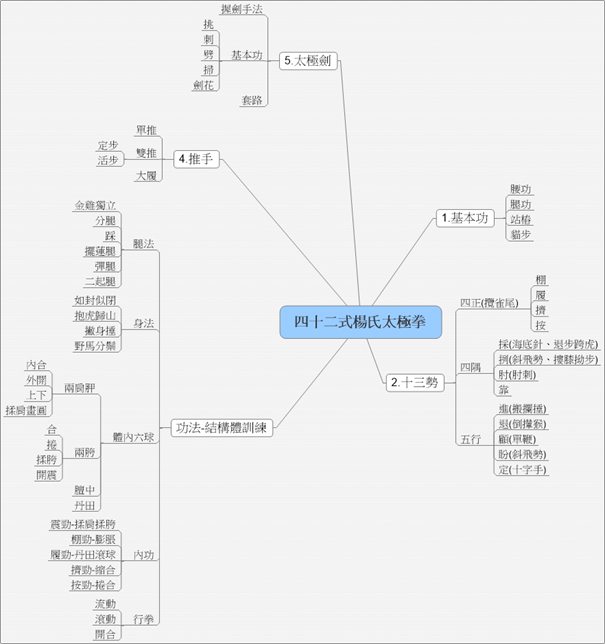 四十二式楊氏太極拳
1.基本功
腰功
腿功
站樁
貓步
2.十三勢
四正(攬雀尾)
棚
履
擠
按
四隅
採(海底針、退步跨虎)
挒(斜飛勢、摟膝拗步)
肘(肘刺)
靠
五行
進(搬攔捶)
退(倒攆猴)
顧(單鞭)
盼(斜飛勢)
定(十字手)
功法-結構體訓練
腿法
金雞獨立
分腿
踩
擺蓮腿
彈腿
二起腿
身法
如封似閉
抱虎歸山
撇身捶
野馬分鬃
體內六球
兩肩胛
內合
外開
上下
揉肩畫圓
兩胯
合
捲
揉胯
開震
膻中
丹田
內功
震勁-揉肩揉胯
棚勁-膨脹
履勁-丹田滾球
擠勁-縮合
按勁-捲合
行拳
流動
滾動
開合
4.推手
單推
雙推
定步
活步
大履
5.太極劍
握劍手法
基本功
挑
刺
劈
掃
劍花
套路